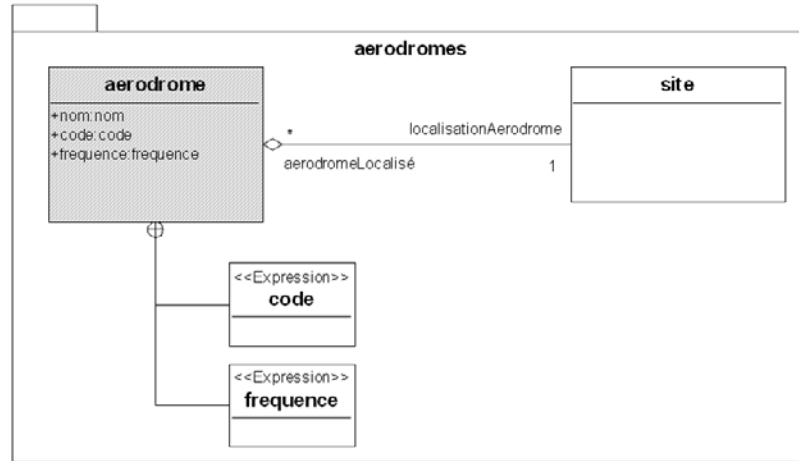 aerodromes
aerodrome
+nom:nom
+code:code
+frequence:frequence
site
* localisationAerodrome
aerodromeLocalisé 1
<<Expression>>
code
<<Expression>>
frequence